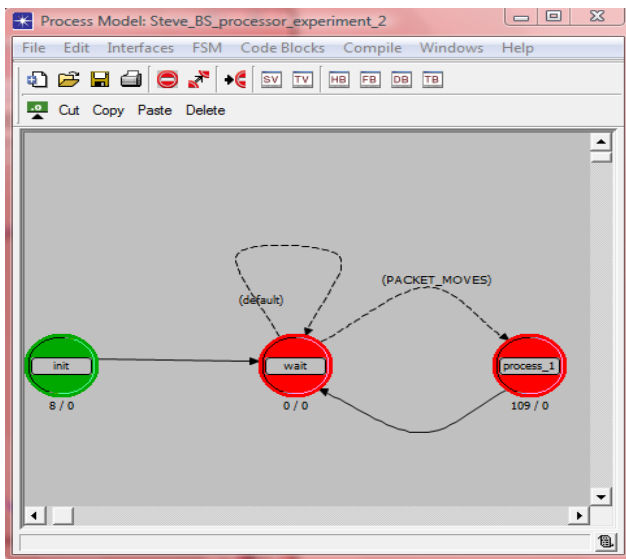 Process Model: Steve_BS_processor_experiment_2
File Edit Interfaces FSM Code Blocks Compile Windows Help
SV TV HB FB DB TB
Cut Copy Paste Delete
(PACKET_MOVES)
(default)
init wait process_1
8 / 0 0 / 0 109 / 0